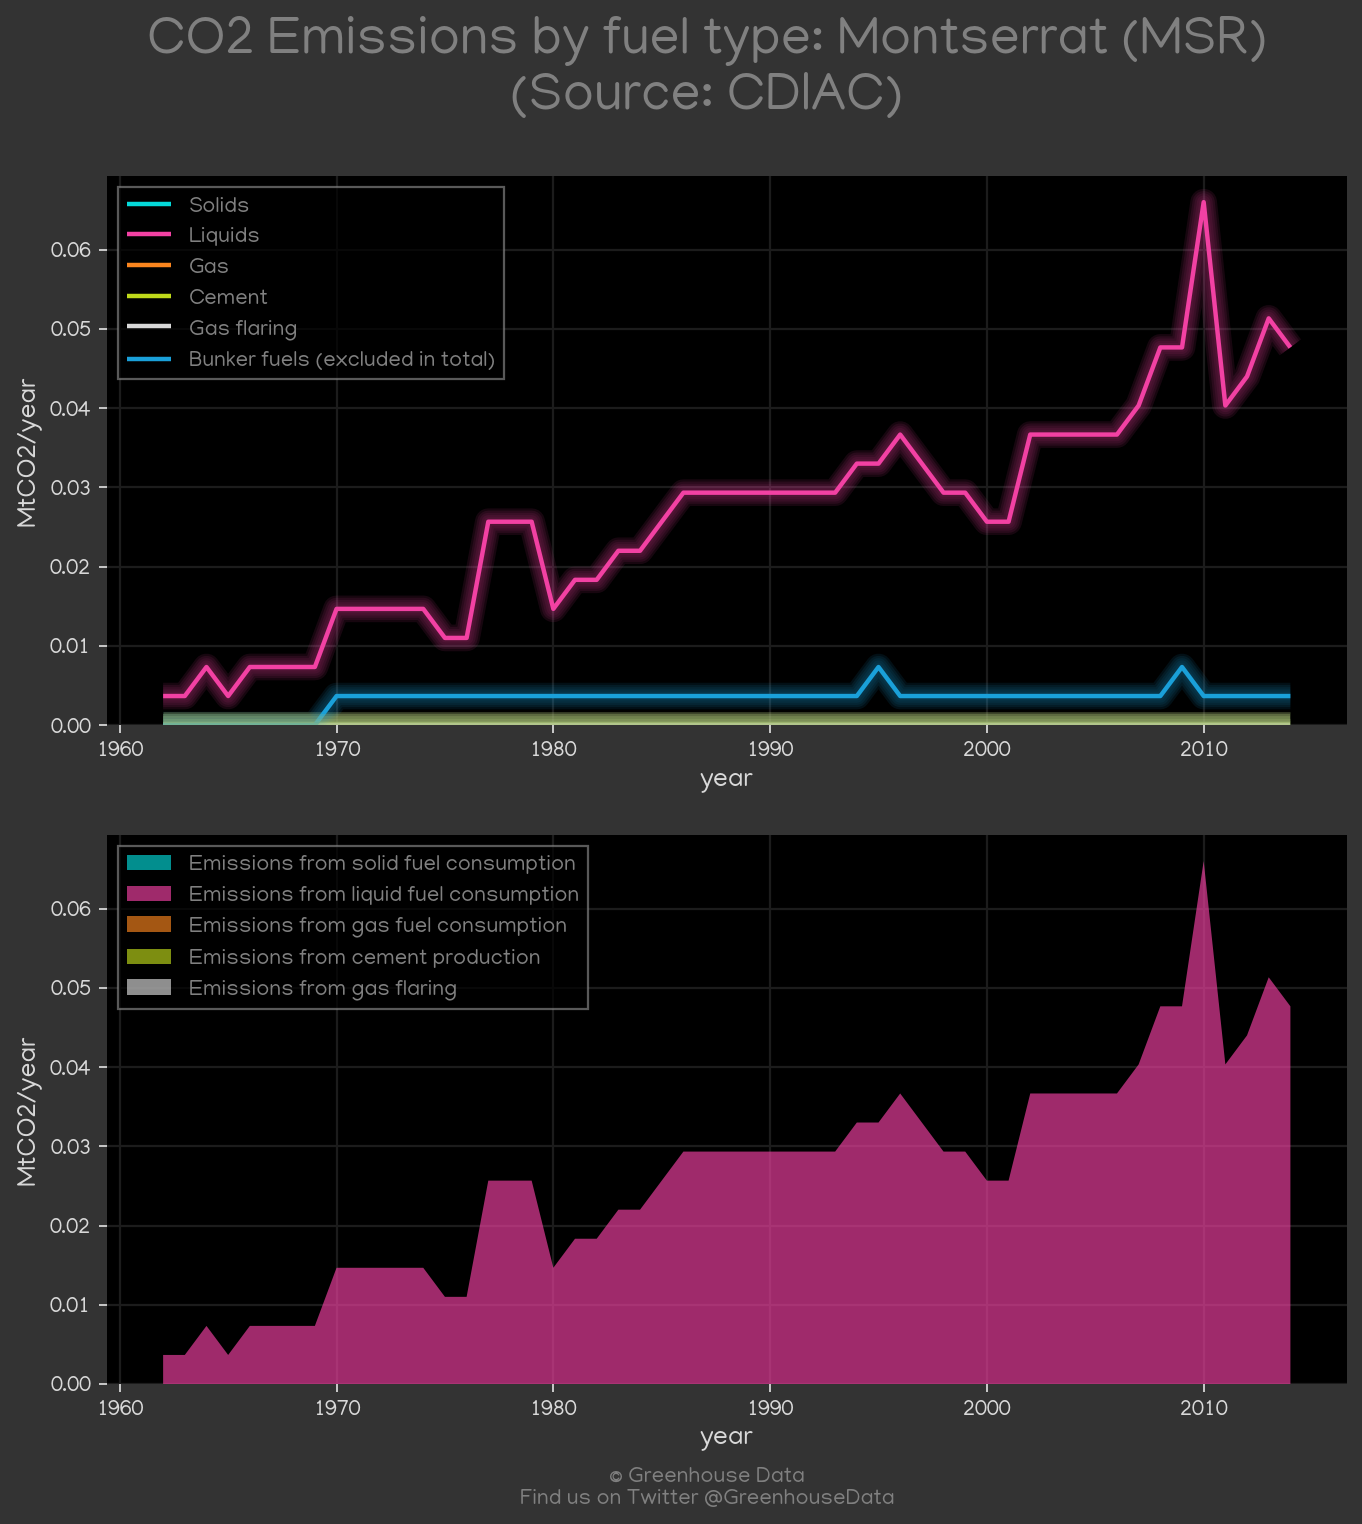 CO2 Emissions by fuel type: Montserrat (MSR)
(Source: CDIAC)
Solids
Liquids
Gas
Cement
Gas flaring
Bunker fuels (excluded in total)
MtCO2/year
0.06
0.05
0.04
0.03
0.02
0.01
0.00
1960 1970 1980 1990 2000 2010
year
Emissions from solid fuel consumption
Emissions from liquid fuel consumption
Emissions from gas fuel consumption
Emissions from cement production
Emissions from gas flaring
MtCO2/year
0.06
0.05
0.04
0.03
0.02
0.01
0.00
1960 1970 1980 1990 2000 2010
year
© Greenhouse Data
Find us on Twitter @GreenhouseData